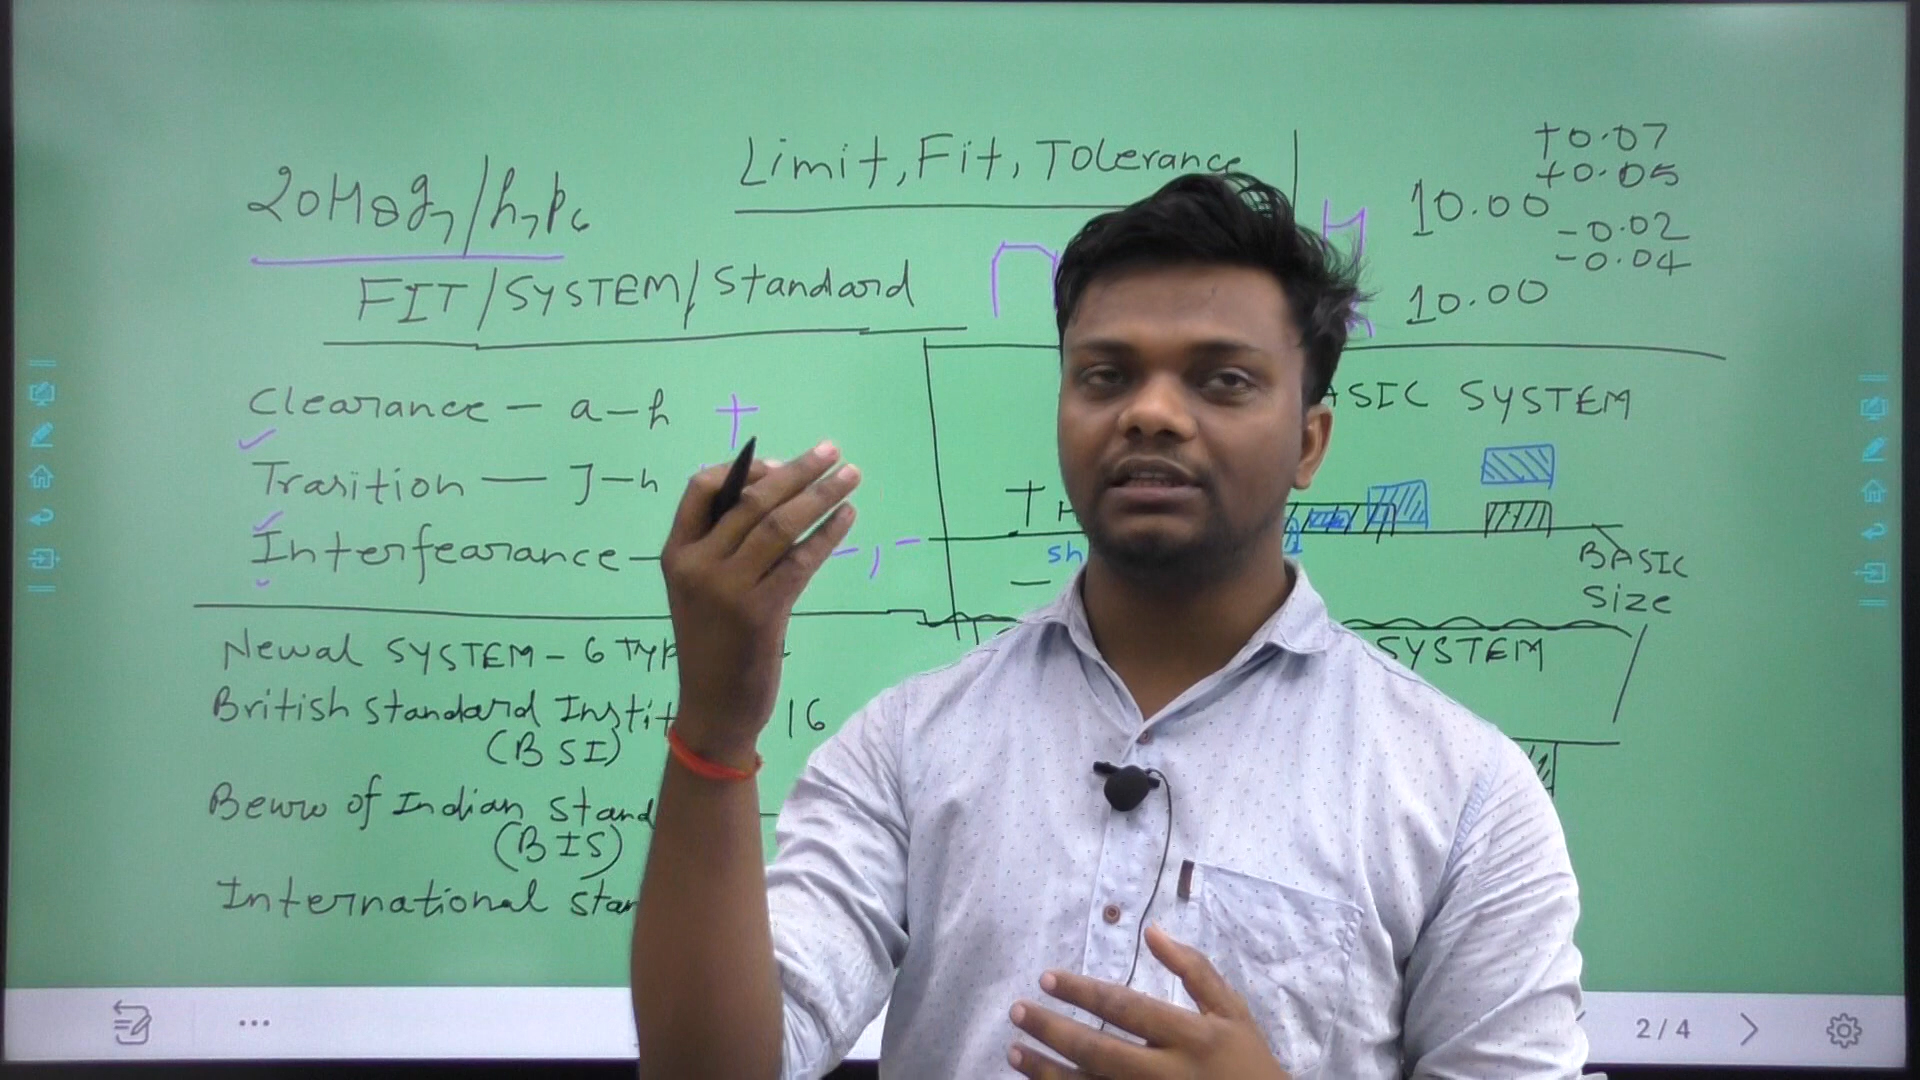 Limit, Fit, Tolerance
20H8g7/h7p6
FIT/SYSTEM/Standard
+0.07
+0.05
10.00
-0.02
-0.04
10.00
Clearance - a-h +
Trasition - J-h
Interfearance - -,-
ASIC SYSTEM
+ H
sh
-
BASIC
Size
SYSTEM
Newal SYSTEM - 6 Typ
British Standard Instit 16
(BSI)
Bewro of Indian Stand
(BIS)
International Stan
2/4